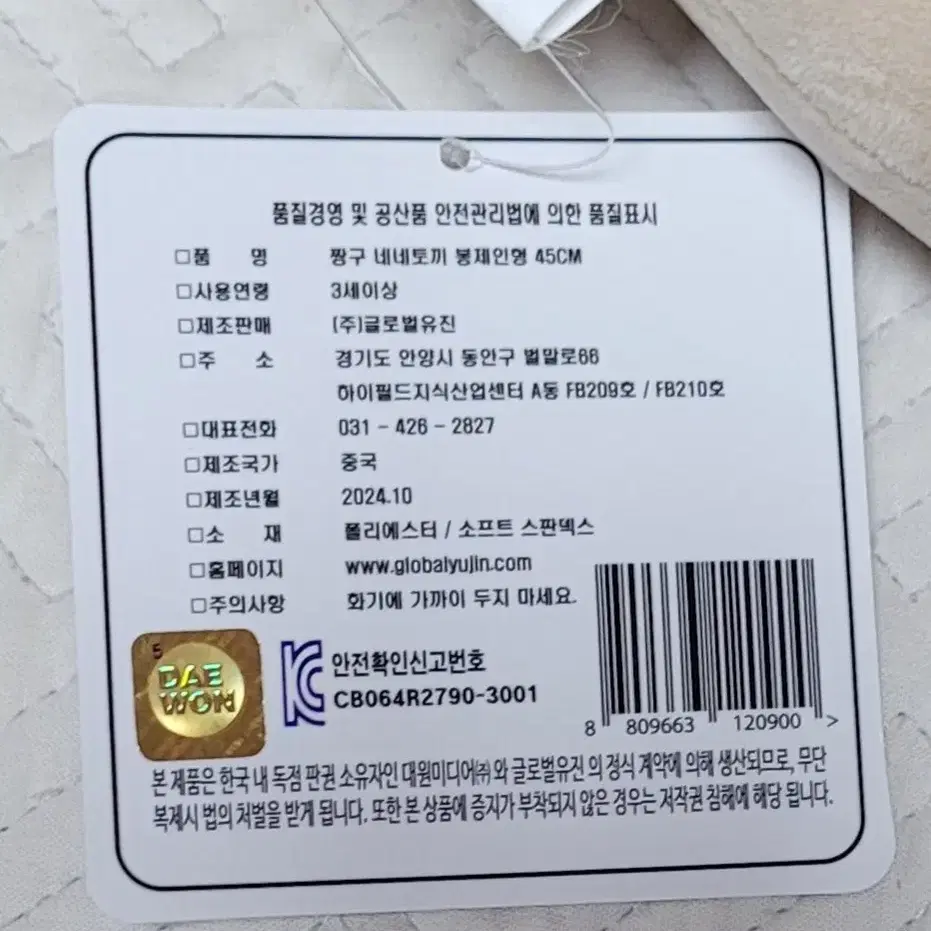 품질경영 및 공산품 안전관리법에 의한 품질표시
□품 명 짱구 네네토끼 봉제인형 45CM
□사용연령 3세이상
□제조판매 (주)글로벌유진
□주 소 경기도 안양시 동안구 벌말로66
하이필드지식산업센터 A동 FB209호 / FB210호
□대표전화 031 - 426 - 2827
□제조국가 중국
□제조년월 2024.10
□소 재 폴리에스터 / 소프트 스판덱스
□홈페이지 www.globalyujin.com
□주의사항 화기에 가까이 두지 마세요.
5
DAE
WON
안전확인신고번호
CB064R2790-3001
8 809663 120900 >
본 제품은 한국 내 독점 판권 소유자인 대원미디어㈜ 와 글로벌유진 의 정식 계약에 의해 생산되므로, 무단
복제시 법의 처벌을 받게 됩니다. 또한 본 상품에 증지가 부착되지 않은 경우는 저작권 침해에 해당 됩니다.